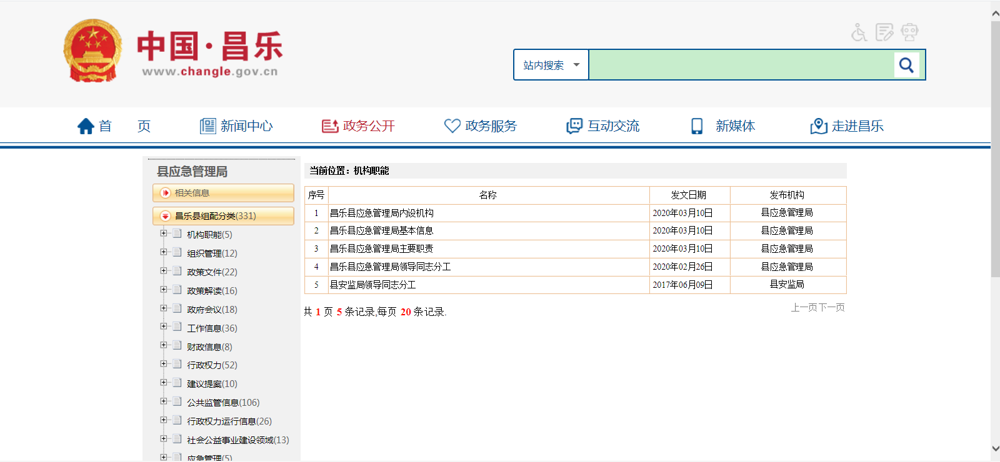 中国·昌乐
www.changle.gov.cn
站内搜索
首 页 新闻中心 政务公开 政务服务 互动交流 新媒体 走进昌乐
县应急管理局
相关信息
昌乐县组配分类(331)
机构职能(5)
组织管理(12)
政策文件(22)
政策解读(16)
政府会议(18)
工作信息(36)
财政信息(8)
行政权力(52)
建议提案(10)
公共监管信息(106)
行政权力运行信息(26)
社会公益事业建设领域(13)
应急管理(5)
当前位置：机构职能
序号 名称 发文日期 发布机构
1 昌乐县应急管理局内设机构 2020年03月10日 县应急管理局
2 昌乐县应急管理局基本信息 2020年03月10日 县应急管理局
3 昌乐县应急管理局主要职责 2020年03月10日 县应急管理局
4 昌乐县应急管理局领导同志分工 2020年02月26日 县应急管理局
5 县安监局领导同志分工 2017年06月09日 县安监局
共 1 页 5 条记录,每页 20 条记录.
上一页下一页